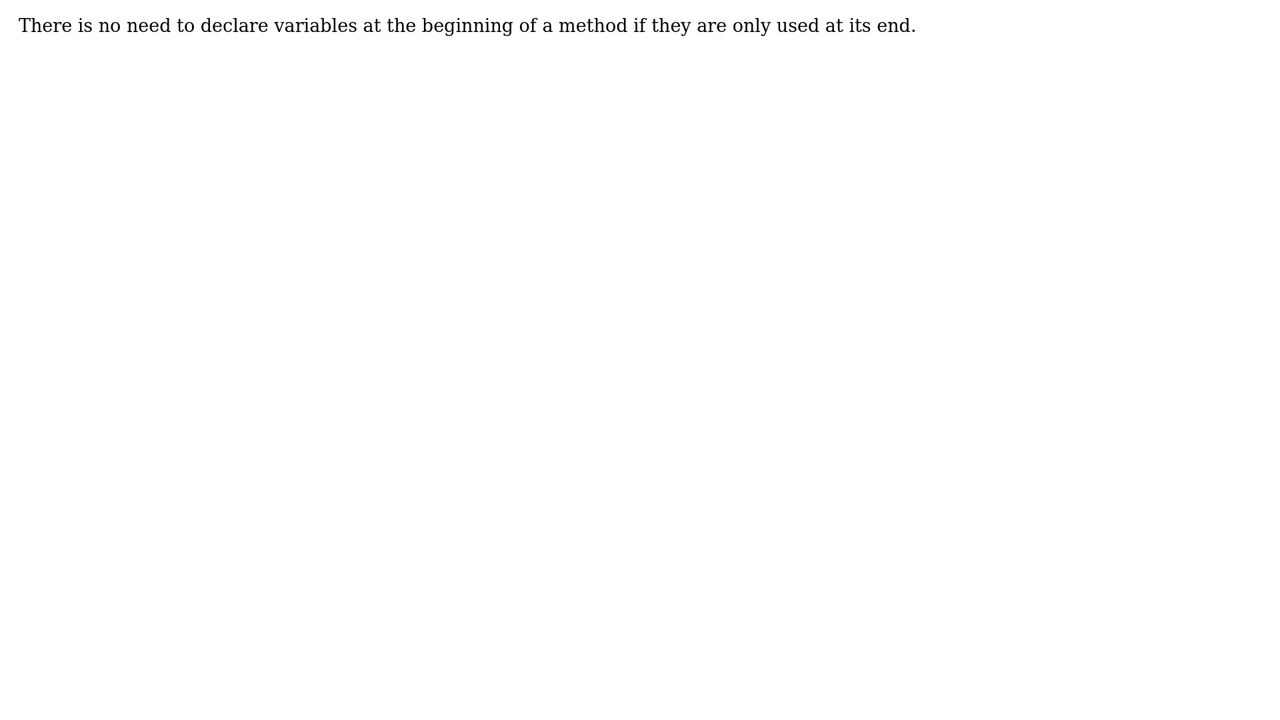 There is no need to declare variables at the beginning of a method if they are only used at its end.